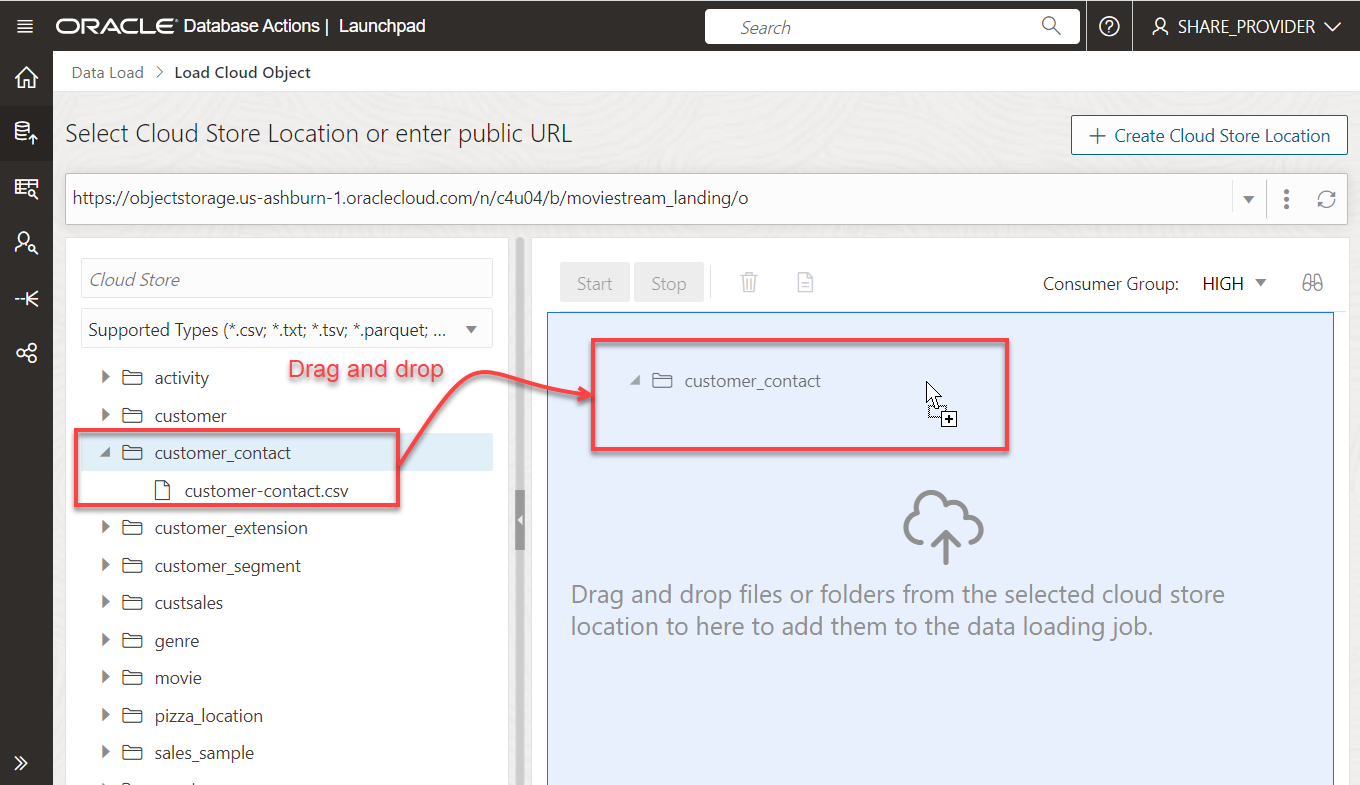 ORACLE® Database Actions | Launchpad
Search
SHARE_PROVIDER
Data Load > Load Cloud Object
Select Cloud Store Location or enter public URL
+ Create Cloud Store Location
https://objectstorage.us-ashburn-1.oraclecloud.com/n/c4u04/b/moviestream_landing/o
Cloud Store
Supported Types (*.csv; *.txt; *.tsv; *.parquet; ...
Drag and drop
activity
customer
customer_contact
customer-contact.csv
customer_extension
customer_segment
custsales
genre
movie
pizza_location
sales_sample
Start
Stop
Consumer Group: HIGH
customer_contact
Drag and drop files or folders from the selected cloud store
location to here to add them to the data loading job.